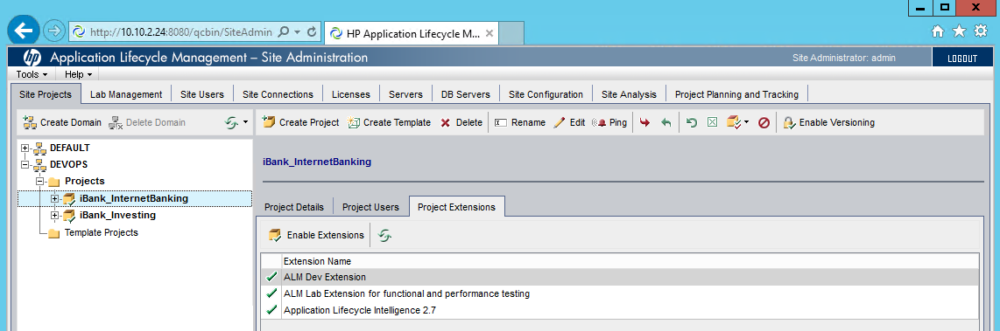 http://10.10.2.24:8080/qcbin/SiteAdmin
HP Application Lifecycle M...
hp Application Lifecycle Management – Site Administration
Site Administrator: admin
LOGOUT
Tools Help
Site Projects Lab Management Site Users Site Connections Licenses Servers DB Servers Site Configuration Site Analysis Project Planning and Tracking
Create Domain Delete Domain
Create Project Create Template Delete Rename Edit Ping Enable Versioning
DEFAULT
DEVOPS
Projects
iBank_InternetBanking
iBank_Investing
Template Projects
iBank_InternetBanking
Project Details Project Users Project Extensions
Enable Extensions
Extension Name
ALM Dev Extension
ALM Lab Extension for functional and performance testing
Application Lifecycle Intelligence 2.7